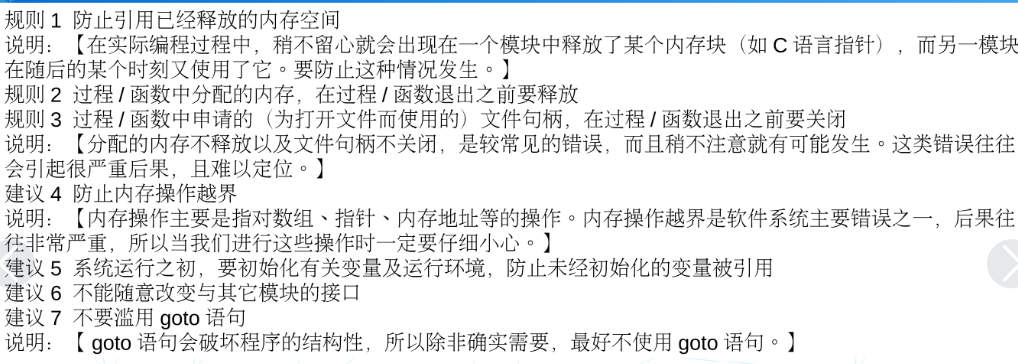 规则 1 防止引用已经释放的内存空间
说明：【在实际编程过程中，稍不留心就会出现在一个模块中释放了某个内存块（如 C 语言指针），而另一模块
在随后的某个时刻又使用了它。要防止这种情况发生。】
规则 2 过程 / 函数中分配的内存，在过程 / 函数退出之前要释放
规则 3 过程 / 函数中申请的（为打开文件而使用的）文件句柄，在过程 / 函数退出之前要关闭
说明：【分配的内存不释放以及文件句柄不关闭，是较常见的错误，而且稍不注意就有可能发生。这类错误往往
会引起很严重后果，且难以定位。】
建议 4 防止内存操作越界
说明：【内存操作主要是指对数组、指针、内存地址等的操作。内存操作越界是软件系统主要错误之一，后果往
往非常严重，所以当我们进行这些操作时一定要仔细小心。】
建议 5 系统运行之初，要初始化有关变量及运行环境，防止未经初始化的变量被引用
建议 6 不能随意改变与其它模块的接口
建议 7 不要滥用 goto 语句
说明：【 goto 语句会破坏程序的结构性，所以除非确实需要，最好不使用 goto 语句。】